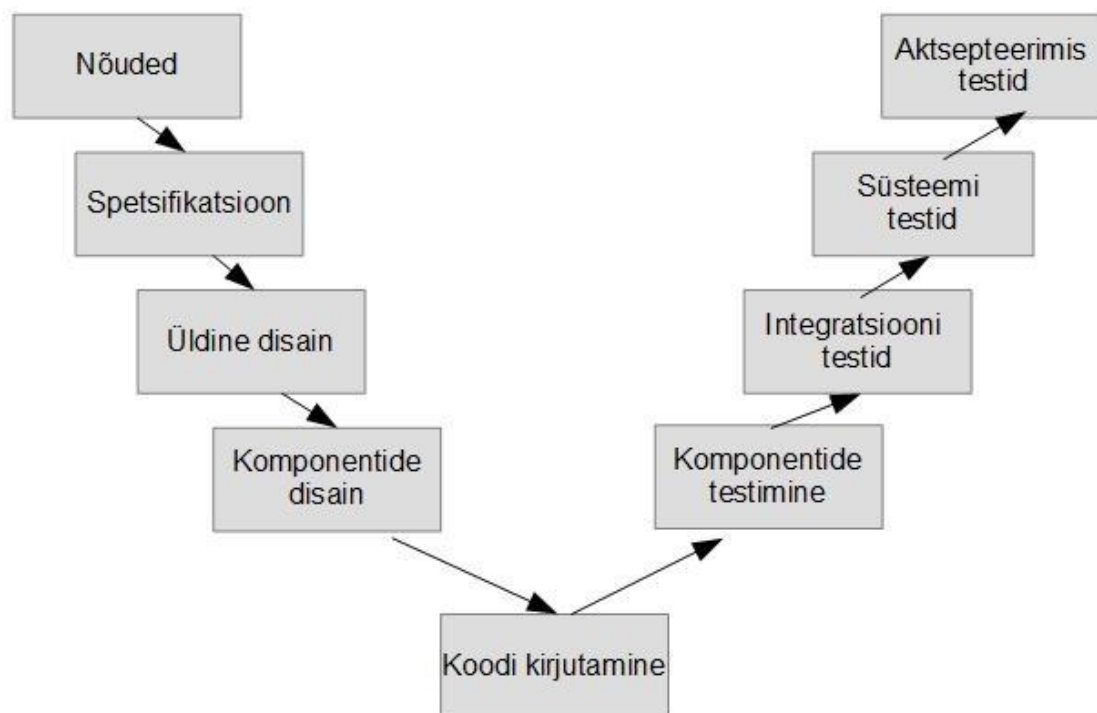 Nõuded
Spetsifikatsioon
Üldine disain
Komponentide
disain
Koodi kirjutamine
Komponentide
testimine
Integratsiooni
testid
Süsteemi
testid
Aktsepteerimis
testid